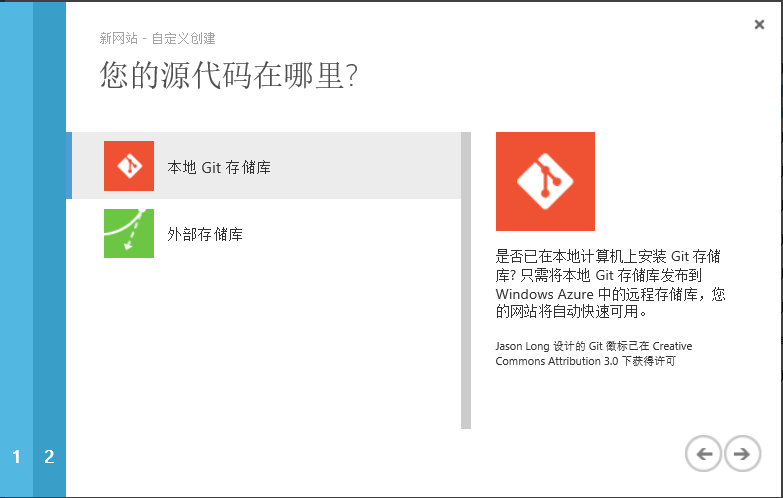 新网站 - 自定义创建
您的源代码在哪里?
本地 Git 存储库
外部存储库
是否已在本地计算机上安装 Git 存储
库? 只需将本地 Git 存储库发布到
Windows Azure 中的远程存储库，您
的网站将自动快速可用。
Jason Long 设计的 Git 徽标已在 Creative
Commons Attribution 3.0 下获得许可
1 2